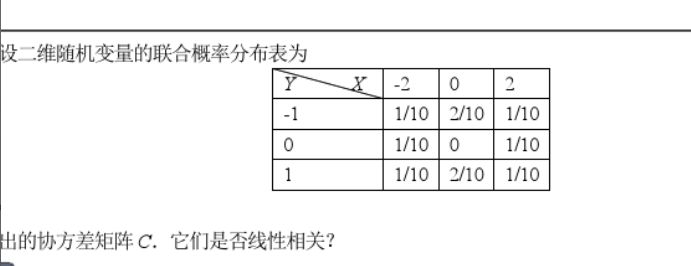 设二维随机变量的联合概率分布表为
Y X -2 0 2
-1 1/10 2/10 1/10
0 1/10 0 1/10
1 1/10 2/10 1/10
出的协方差矩阵 C. 它们是否线性相关?